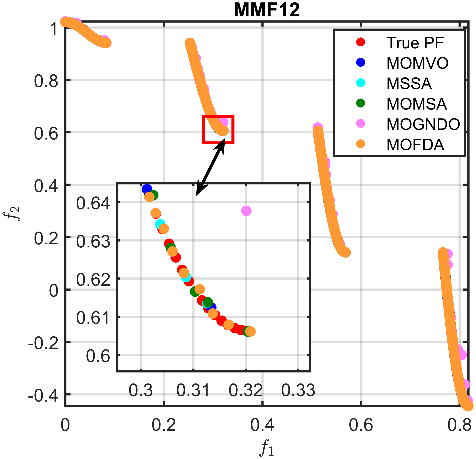 MMF12
True PF
MOMVO
MSSA
MOMSA
MOGNDO
MOFDA
1
0.8
0.6
0.4
0.2
0
-0.2
-0.4
f2
0.64
0.63
0.62
0.61
0.6
0.3 0.31 0.32 0.33
0 0.2 0.4 0.6 0.8
f1